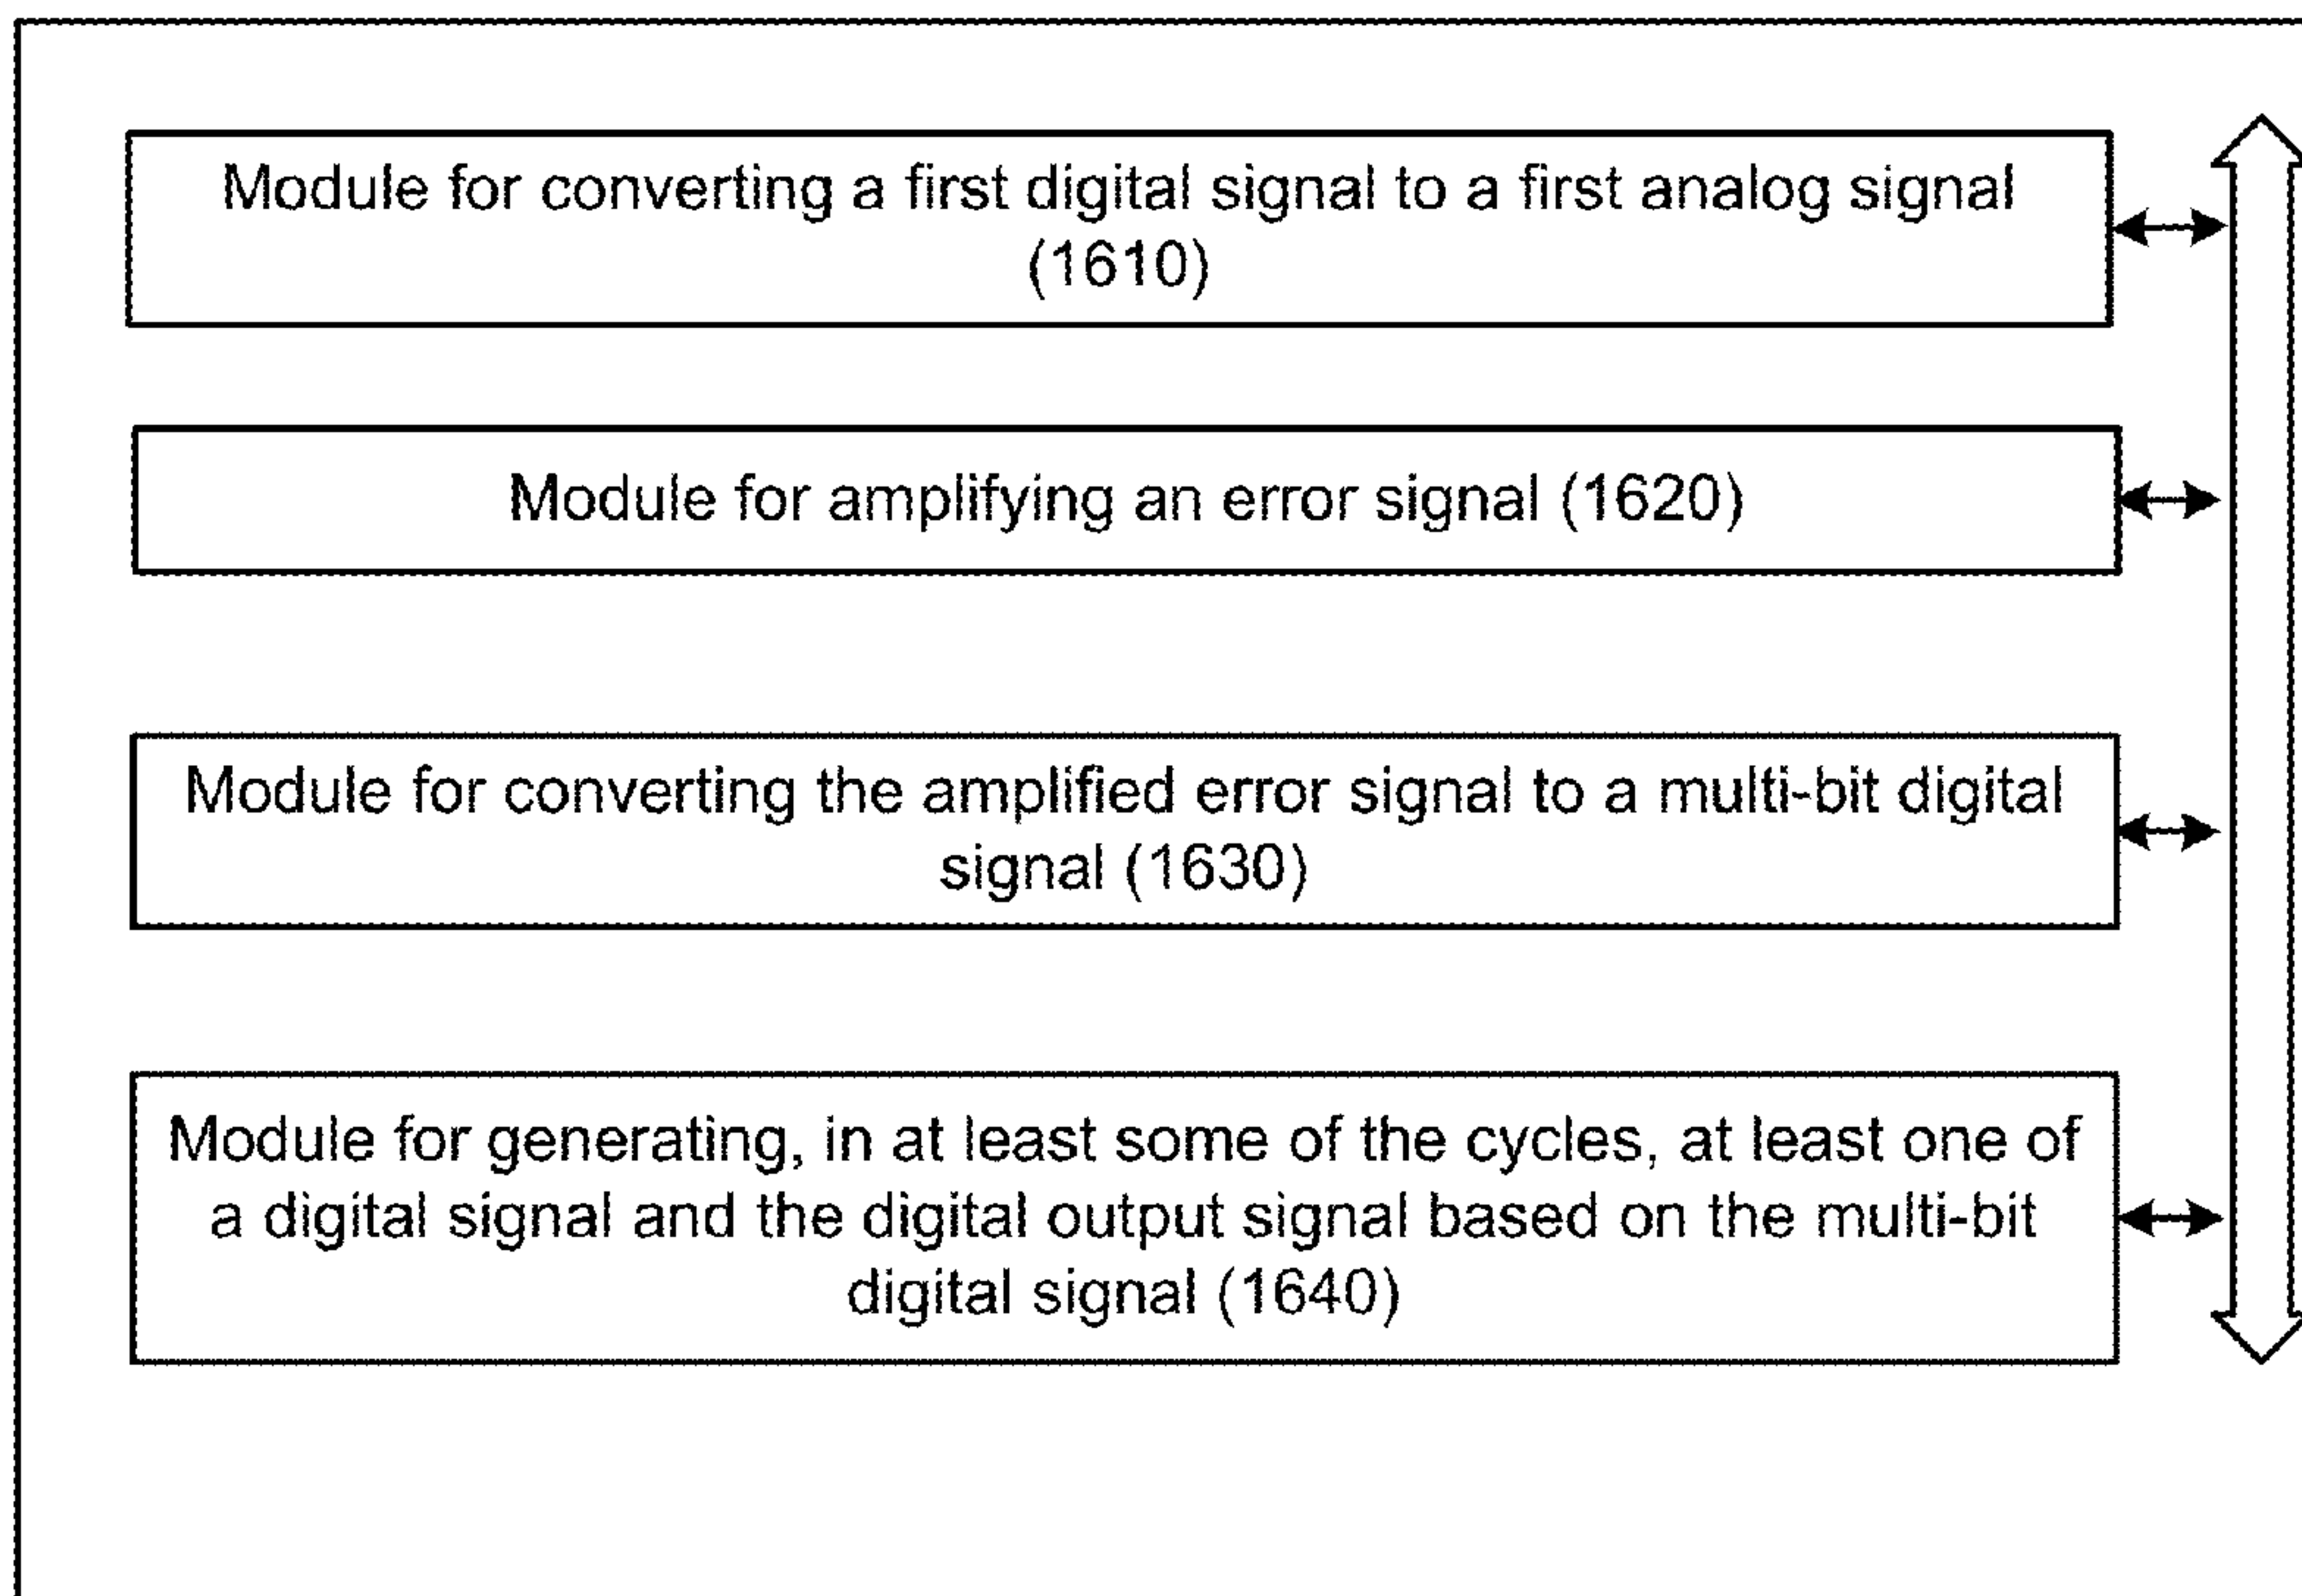 Module for converting a first digital signal to a first analog signal
(1610)
Module for amplifying an error signal (1620)
Module for converting the amplified error signal to a multi-bit digital
signal (1630)
Module for generating, in at least some of the cycles, at least one of
a digital signal and the digital output signal based on the multi-bit
digital signal (1640)